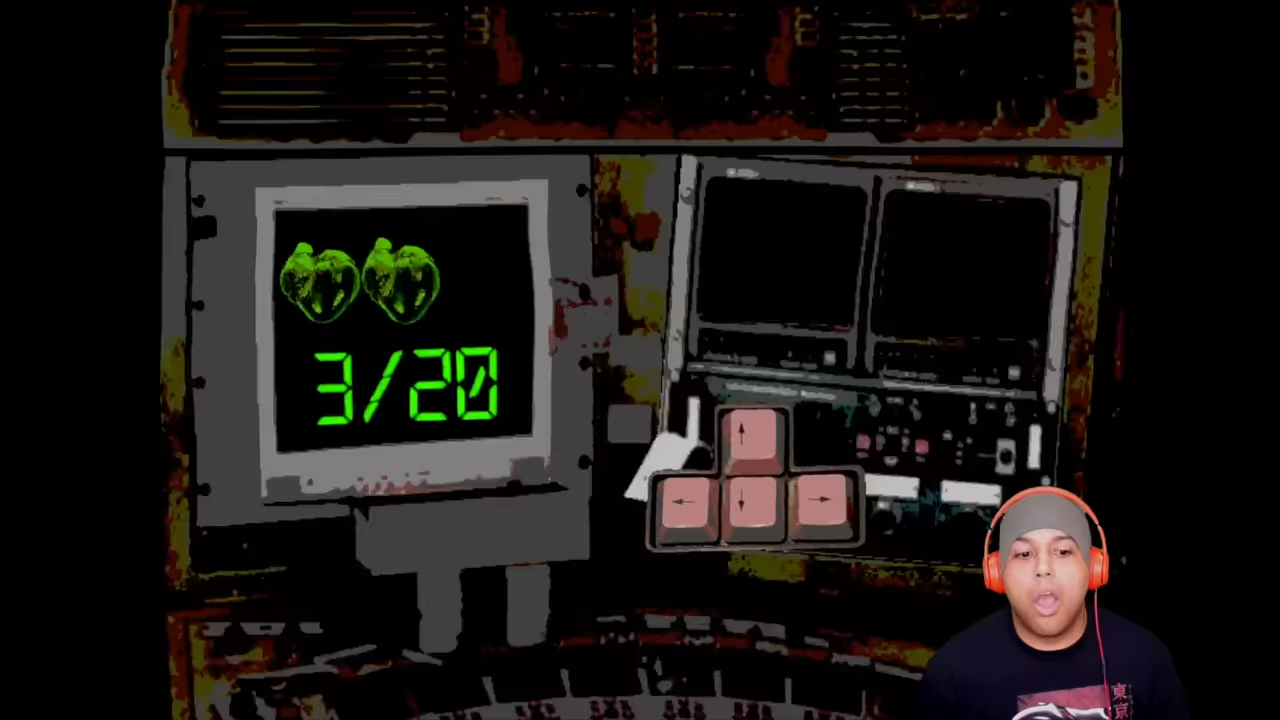 3/20
↑
← ↓ →
東
京